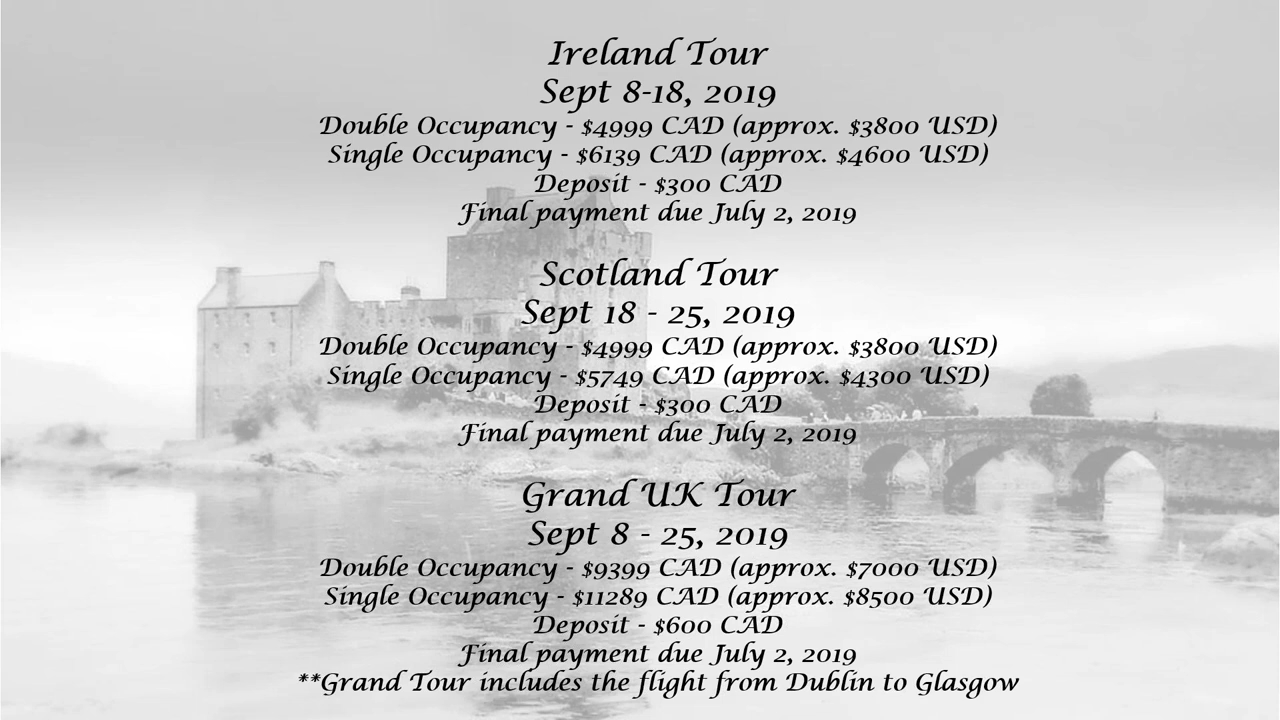 Ireland Tour
Sept 8-18, 2019
Double Occupancy - $4999 CAD (approx. $3800 USD)
Single Occupancy - $6139 CAD (approx. $4600 USD)
Deposit - $300 CAD
Final payment due July 2, 2019
Scotland Tour
Sept 18 - 25, 2019
Double Occupancy - $4999 CAD (approx. $3800 USD)
Single Occupancy - $5749 CAD (approx. $4300 USD)
Deposit - $300 CAD
Final payment due July 2, 2019
Grand UK Tour
Sept 8 - 25, 2019
Double Occupancy - $9399 CAD (approx. $7000 USD)
Single Occupancy - $11289 CAD (approx. $8500 USD)
Deposit - $600 CAD
Final payment due July 2, 2019
**Grand Tour includes the flight from Dublin to Glasgow